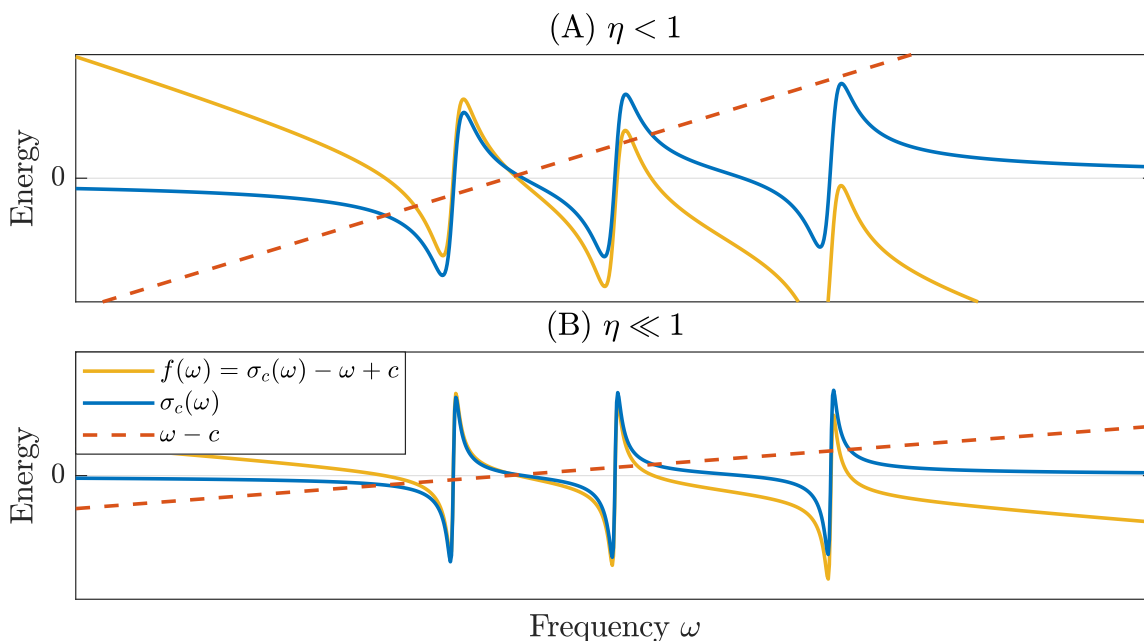 (A) η < 1
Energy
0
(B) η ≪ 1
f(ω) = σ_c(ω) − ω + c
σ_c(ω)
ω − c
Energy
0
Frequency ω